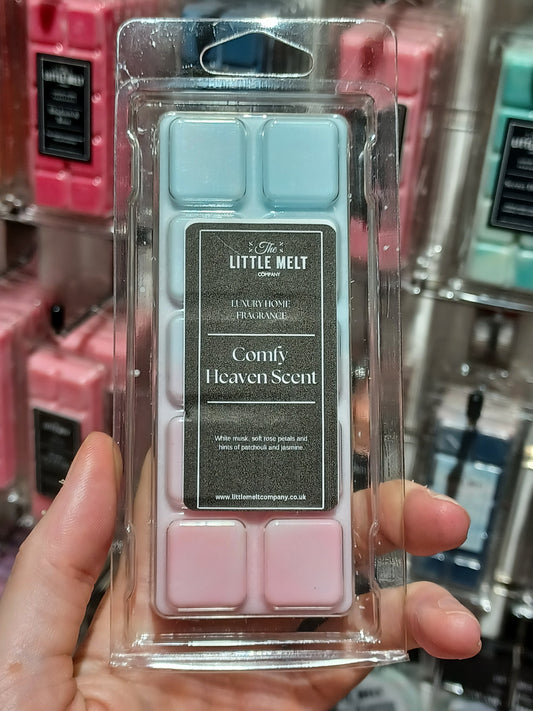 The
LITTLE MELT
COMPANY
LUXURY HOME
FRAGRANCE
Comfy
Heaven Scent
White musk, soft rose petals and
hints of patchouli and jasmine.
www.littlemeltcompany.co.uk